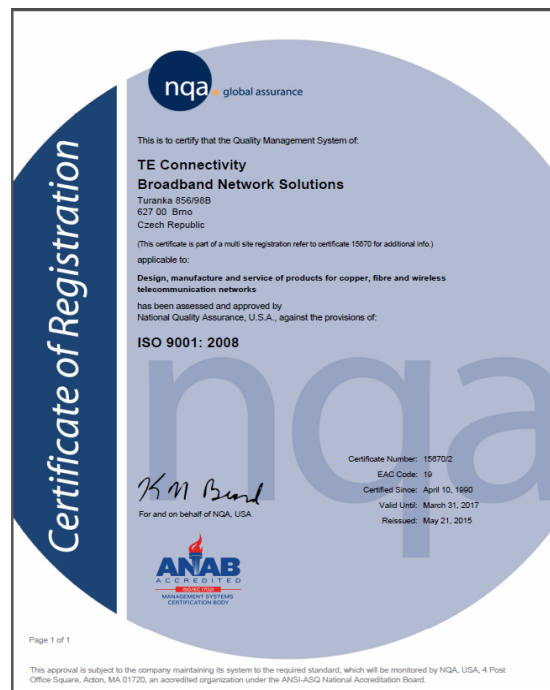 Certificate of Registration
nqa. global assurance
This is to certify that the Quality Management System of:
TE Connectivity
Broadband Network Solutions
Turanka 856/98B
627 00 Brno
Czech Republic
(This certificate is part of a multi site registration refer to certificate 15670 for additional info.)
applicable to:
Design, manufacture and service of products for copper, fibre and wireless
telecommunication networks
has been assessed and approved by
National Quality Assurance, U.S.A., against the provisions of:
ISO 9001: 2008
nqa
Certificate Number: 15670/2
EAC Code: 19
Certified Since: April 10, 1990
Valid Until: March 31, 2017
Reissued: May 21, 2015
For and on behalf of NQA, USA
ANAB
ACCREDITED
ISO/IEC 17021
MANAGEMENT SYSTEMS
CERTIFICATION BODY
Page 1 of 1
This approval is subject to the company maintaining its system to the required standard, which will be monitored by NQA, USA, 4 Post
Office Square, Acton, MA 01720, an accredited organization under the ANSI-ASQ National Accreditation Board.